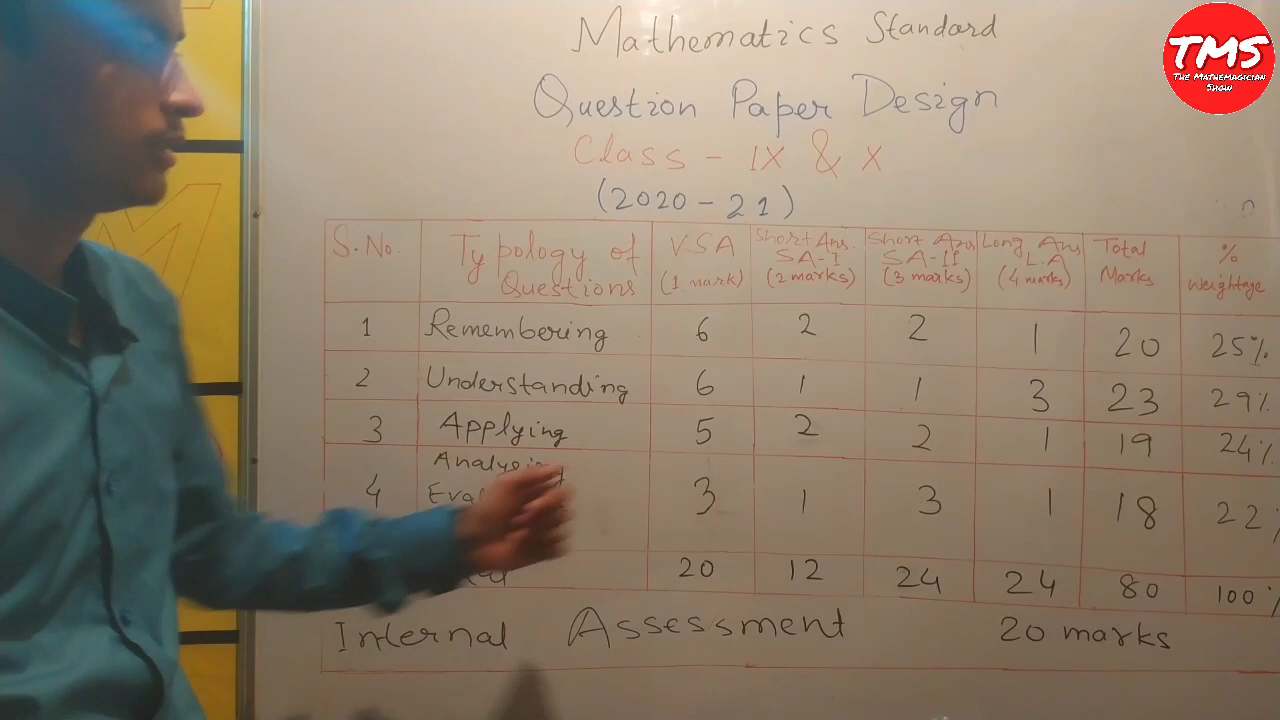 Mathematics Standard
TMS
The Mathemagician
Show
Question Paper Design
Class - IX & X
(2020-21)
S.No. Typology of Questions VSA (1 mark) Short Ans. SA-I (2 marks) Short Ans SA-II (3 marks) Long Ans L.A (4 marks) Total Marks % weightage
1 Remembering 6 2 2 1 20 25%
2 Understanding 6 1 1 3 23 29%
3 Applying 5 2 2 1 19 24%
4 3 1 3 1 18 22%
20 12 24 24 80 100%
Internal Assessment 20 marks